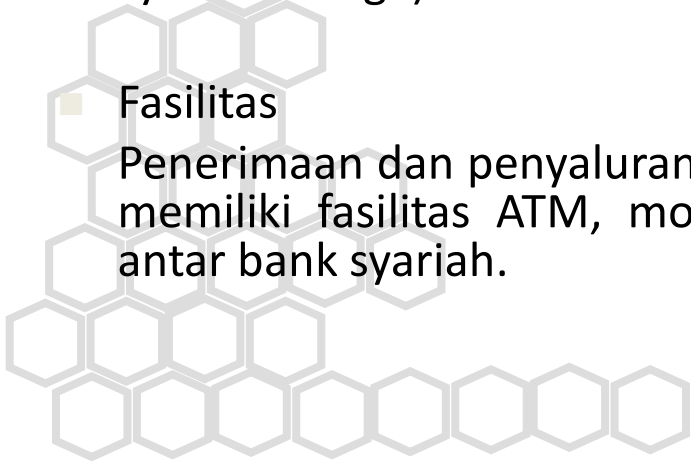 Fasilitas
Penerimaan dan penyaluran
memiliki fasilitas ATM,
antar bank syariah.